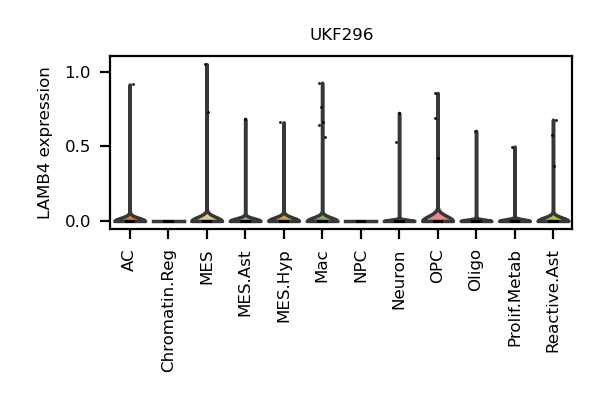 UKF296
LAMB4 expression
1.0
0.5
0.0
AC
Chromatin.Reg
MES
MES.Ast
MES.Hyp
Mac
NPC
Neuron
OPC
Oligo
Prolif.Metab
Reactive.Ast